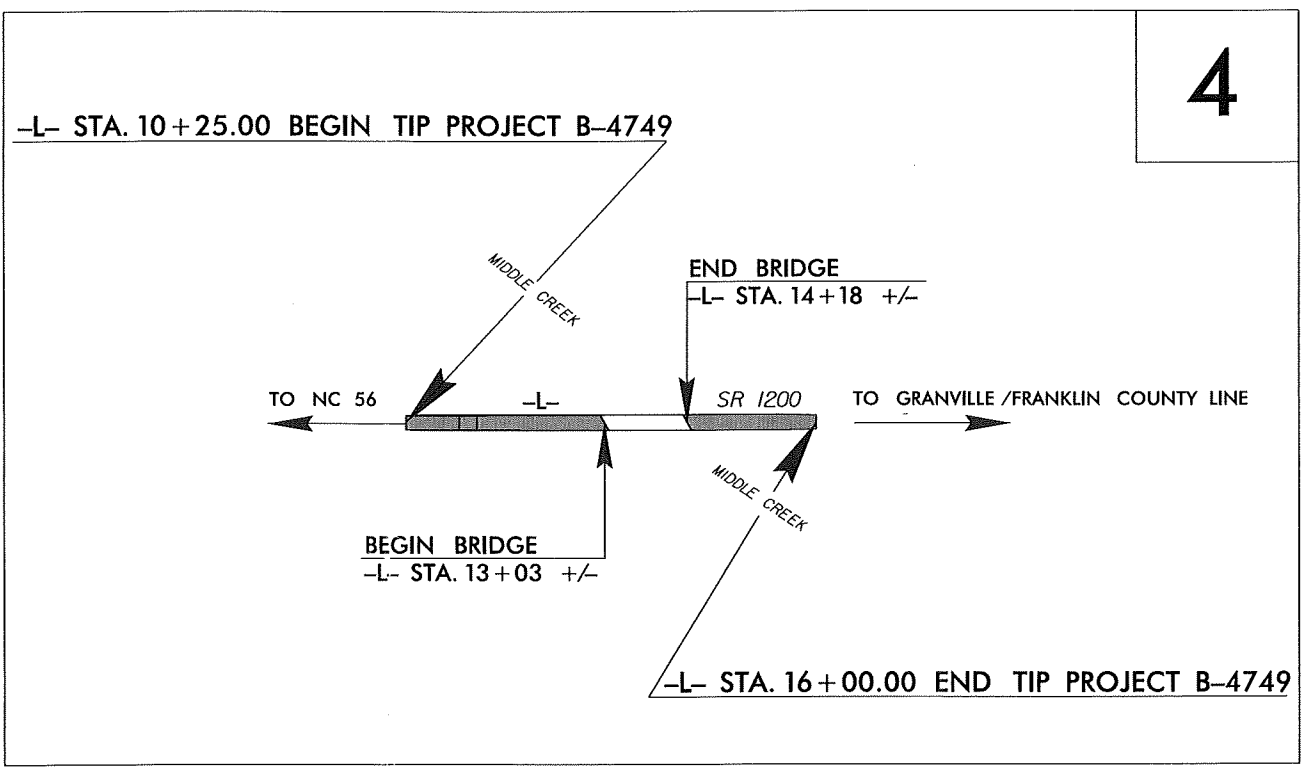 4
–L– STA. 10+25.00 BEGIN TIP PROJECT B–4749
MIDDLE CREEK
END BRIDGE
–L– STA. 14+18 +/–
TO NC 56
–L–
SR 1200
TO GRANVILLE /FRANKLIN COUNTY LINE
MIDDLE CREEK
BEGIN BRIDGE
–L– STA. 13+03 +/–
–L– STA. 16+00.00 END TIP PROJECT B–4749